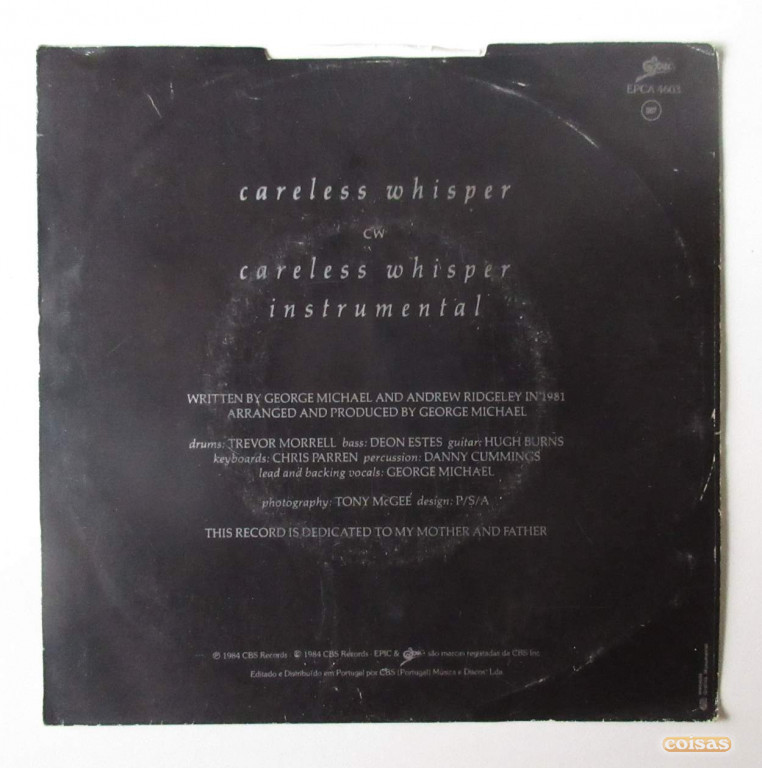 Epic
EPCA 4603
careless whisper
CW
careless whisper
instrumental
WRITTEN BY GEORGE MICHAEL AND ANDREW RIDGELEY IN 1981
ARRANGED AND PRODUCED BY GEORGE MICHAEL
drums: TREVOR MORRELL bass: DEON ESTES guitar: HUGH BURNS
keyboards: CHRIS PARREN percussion: DANNY CUMMINGS
lead and backing vocals: GEORGE MICHAEL
photography: TONY McGEE design: P/S/A
THIS RECORD IS DEDICATED TO MY MOTHER AND FATHER
℗ 1984 CBS Records · © 1984 CBS Records · EPIC & Epic são marcas registadas da CBS Inc.
Editado e Distribuído em Portugal por CBS (Portugal) Música e Discos Lda
coisas